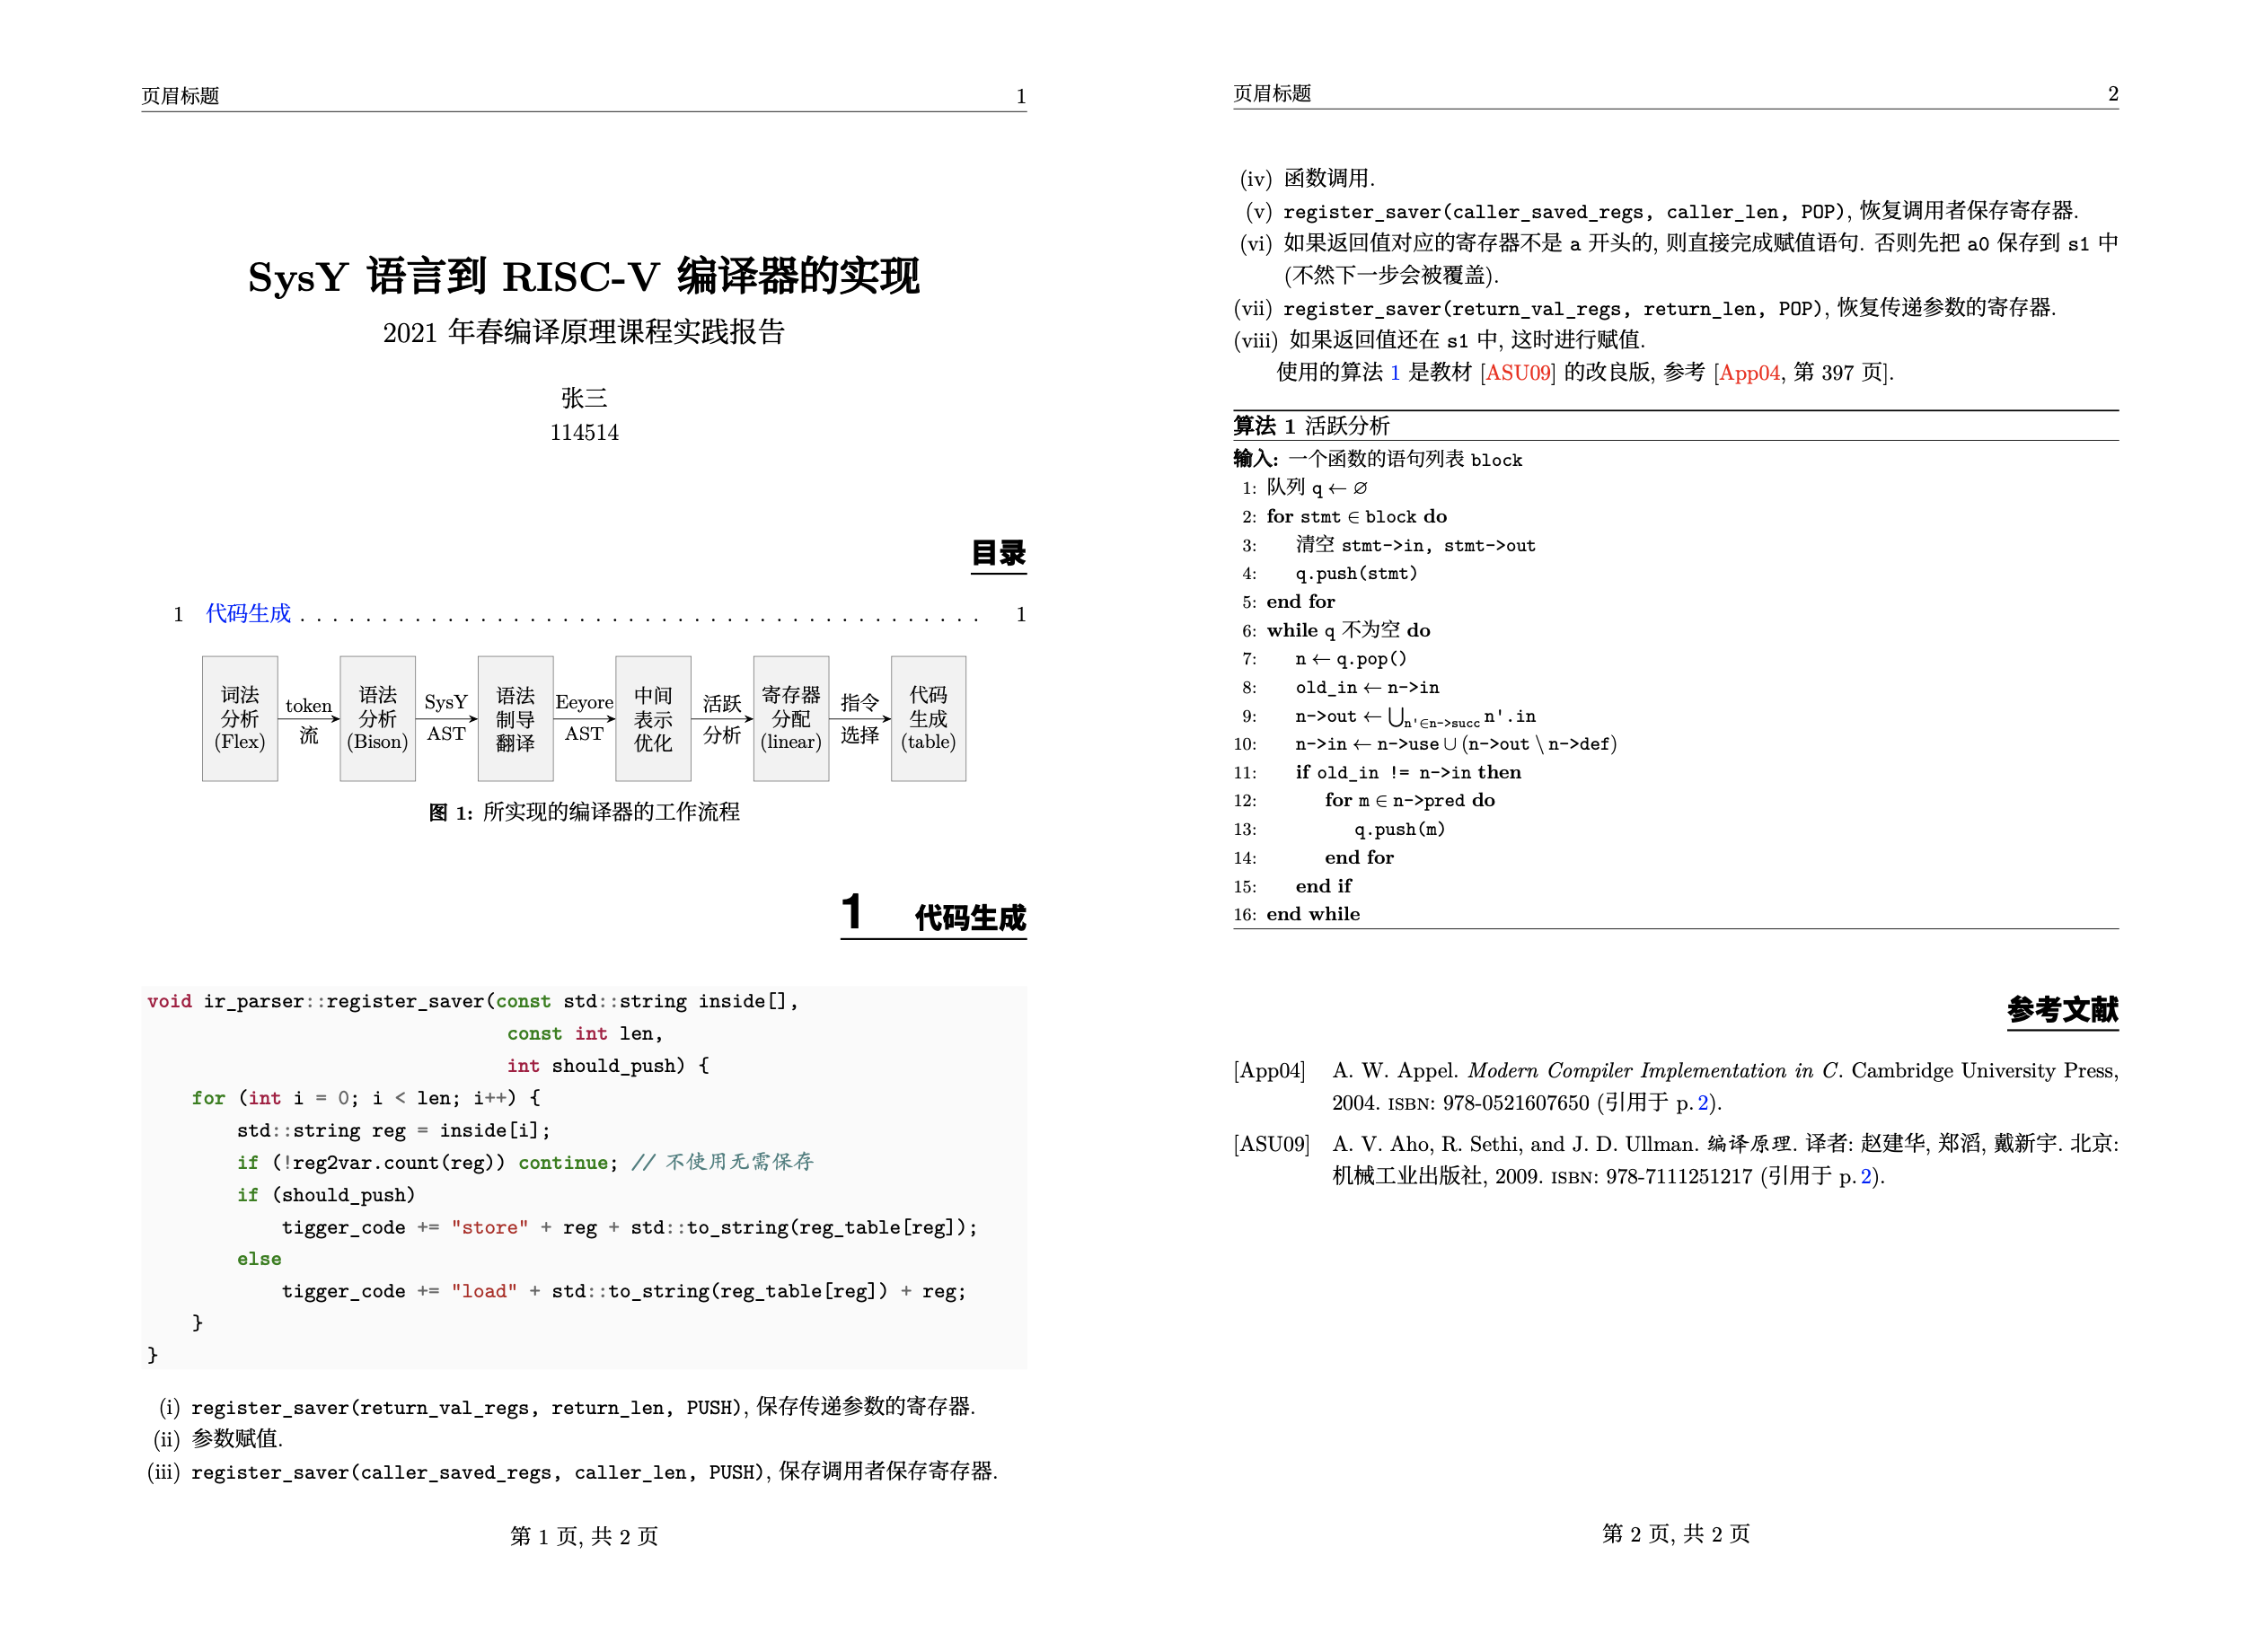 页眉标题 1
SysY 语言到 RISC-V 编译器的实现
2021 年春编译原理课程实践报告
张三
114514
目录
1 代码生成 . . . . . . . . . . . . . . . . . . . . . . . . . . . . . . . . . . . . . . . . . . 1
词法
分析
(Flex)
token
流
语法
分析
(Bison)
SysY
AST
语法
制导
翻译
Eeyore
AST
中间
表示
优化
活跃
分析
寄存器
分配
(linear)
指令
选择
代码
生成
(table)
图 1: 所实现的编译器的工作流程
1 代码生成
void ir_parser::register_saver(const std::string inside[],
                                const int len,
                                int should_push) {
    for (int i = 0; i < len; i++) {
        std::string reg = inside[i];
        if (!reg2var.count(reg)) continue; // 不使用无需保存
        if (should_push)
            tigger_code += "store" + reg + std::to_string(reg_table[reg]);
        else
            tigger_code += "load" + std::to_string(reg_table[reg]) + reg;
    }
}
(i) register_saver(return_val_regs, return_len, PUSH), 保存传递参数的寄存器.
(ii) 参数赋值.
(iii) register_saver(caller_saved_regs, caller_len, PUSH), 保存调用者保存寄存器.
第 1 页, 共 2 页
页眉标题 2
(iv) 函数调用.
(v) register_saver(caller_saved_regs, caller_len, POP), 恢复调用者保存寄存器.
(vi) 如果返回值对应的寄存器不是 a 开头的, 则直接完成赋值语句. 否则先把 a0 保存到 s1 中
(不然下一步会被覆盖).
(vii) register_saver(return_val_regs, return_len, POP), 恢复传递参数的寄存器.
(viii) 如果返回值还在 s1 中, 这时进行赋值.
使用的算法 1 是教材 [ASU09] 的改良版, 参考 [App04, 第 397 页].
算法 1 活跃分析
输入: 一个函数的语句列表 block
1: 队列 q ← ∅
2: for stmt ∈ block do
3:     清空 stmt->in, stmt->out
4:     q.push(stmt)
5: end for
6: while q 不为空 do
7:     n ← q.pop()
8:     old_in ← n->in
9:     n->out ← ⋃n'∈n->succ n'.in
10:     n->in ← n->use ∪ (n->out \ n->def)
11:     if old_in != n->in then
12:         for m ∈ n->pred do
13:             q.push(m)
14:         end for
15:     end if
16: end while
参考文献
[App04] A. W. Appel. Modern Compiler Implementation in C. Cambridge University Press,
2004. ISBN: 978-0521607650 (引用于 p. 2).
[ASU09] A. V. Aho, R. Sethi, and J. D. Ullman. 编译原理. 译者: 赵建华, 郑滔, 戴新宇. 北京:
机械工业出版社, 2009. ISBN: 978-7111251217 (引用于 p. 2).
第 2 页, 共 2 页